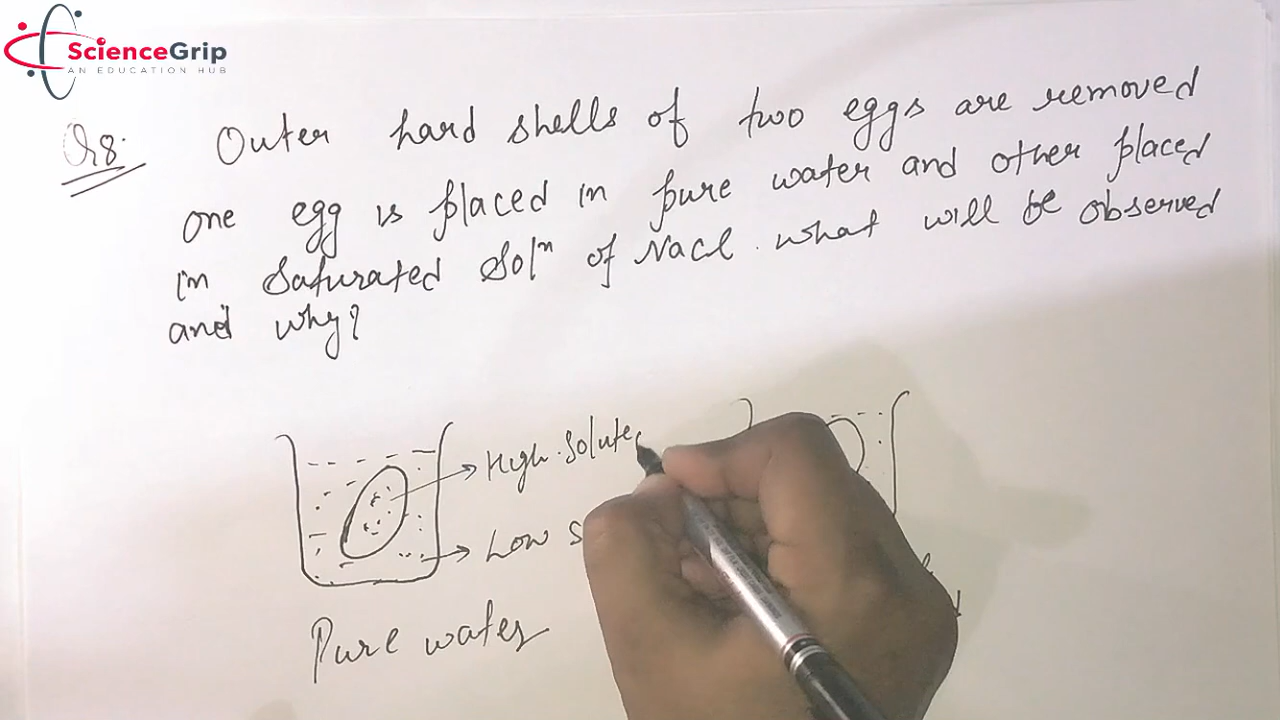 ScienceGrip
AN EDUCATION HUB
Q8.
Outer hard shells of two eggs are removed
one egg is placed in pure water and other placed
in saturated Solⁿ of NaCl. what will be observed
and why?
High. Solute
Low S
Pure water